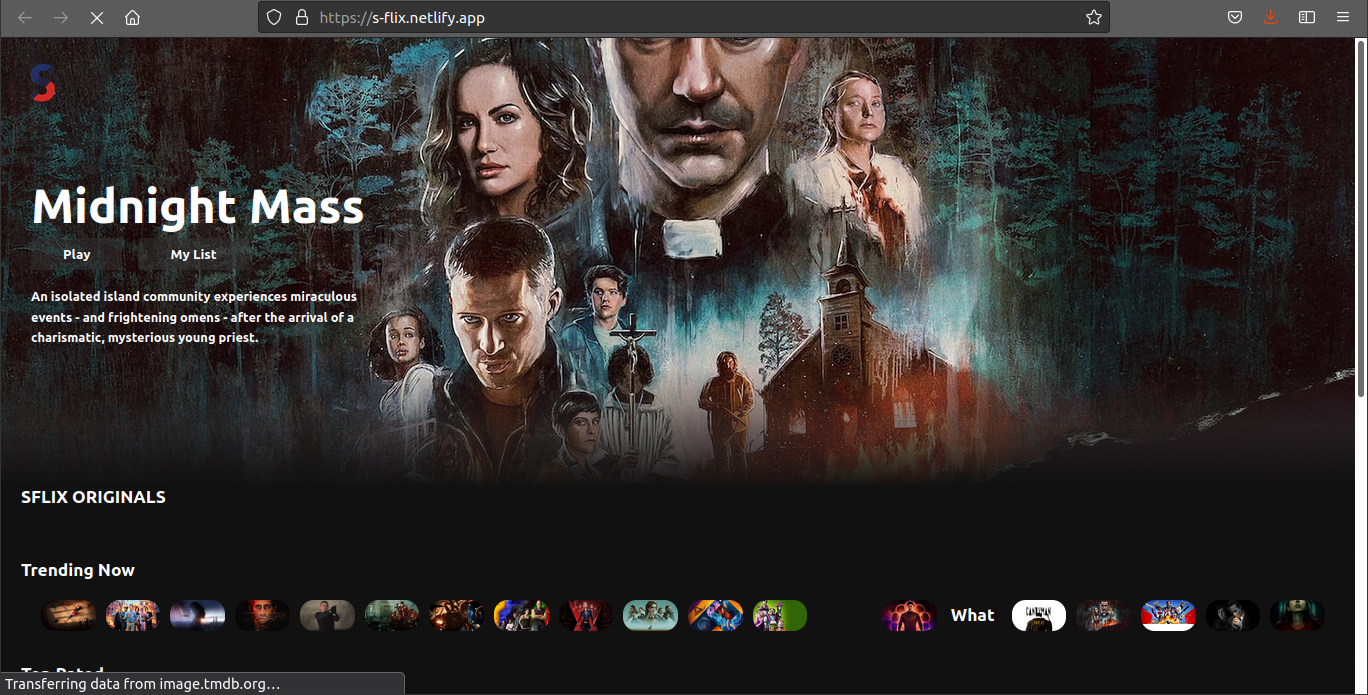 https://s-flix.netlify.app
S
Midnight Mass
Play My List
An isolated island community experiences miraculous
events - and frightening omens - after the arrival of a
charismatic, mysterious young priest.
SFLIX ORIGINALS
Trending Now
What
CANDYMAN
Top Rated
Transferring data from image.tmdb.org…